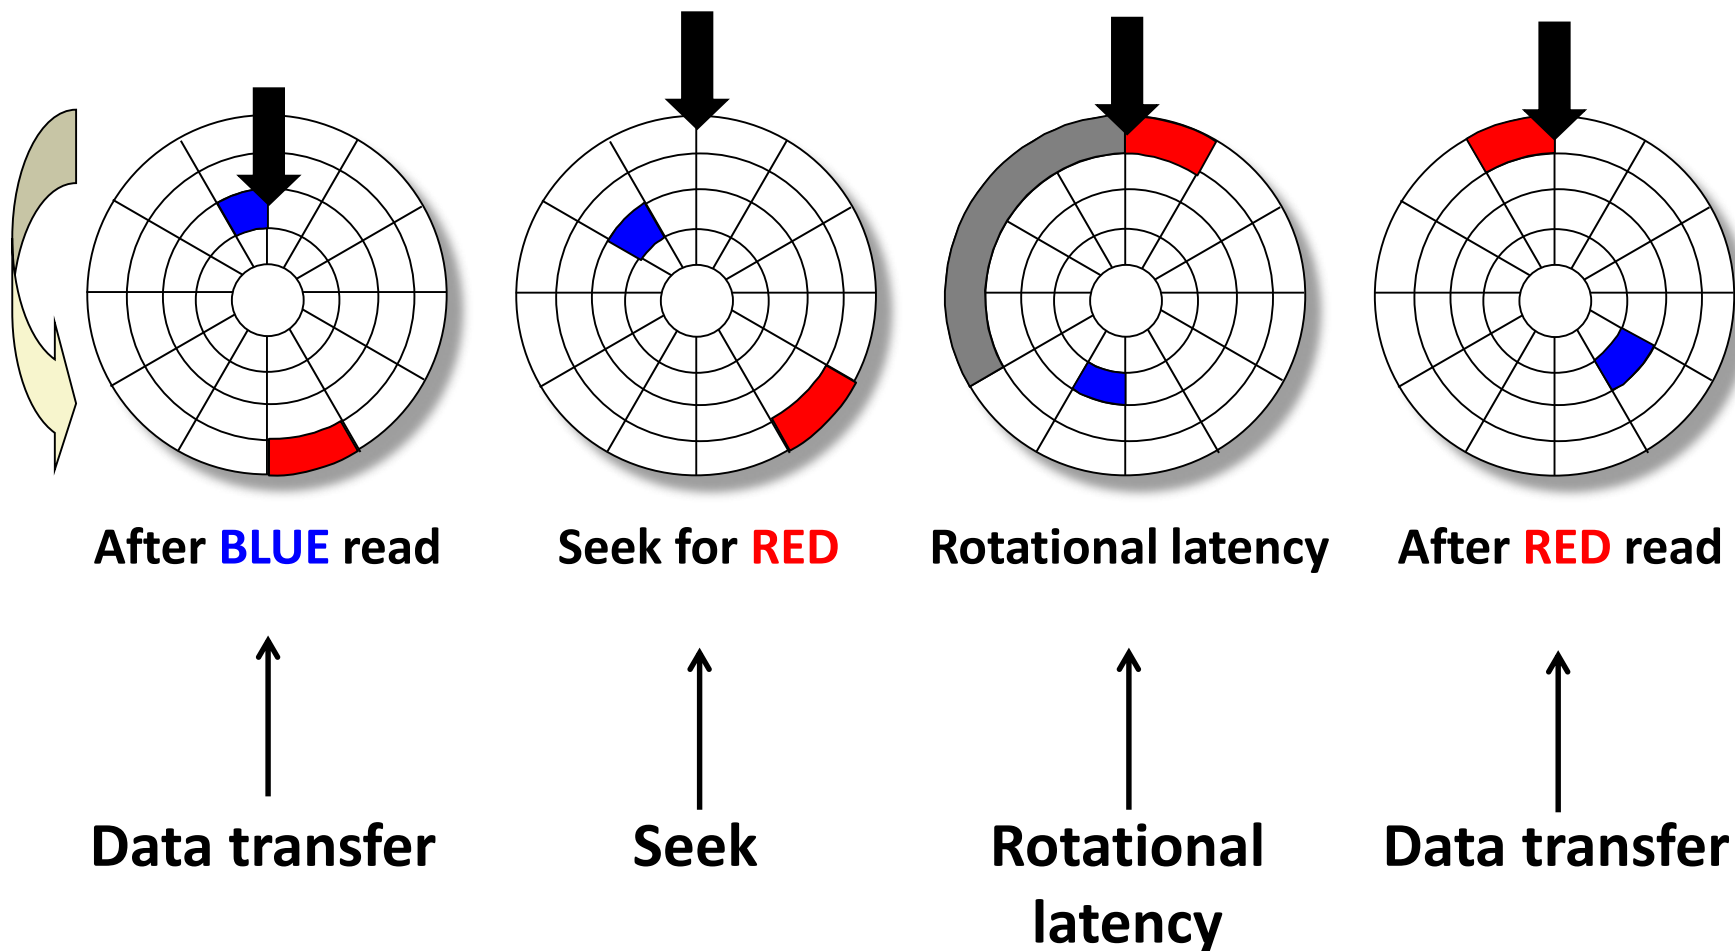 After BLUE read
Seek for RED
Rotational latency
After RED read
Data transfer
Seek
Rotational
latency
Data transfer